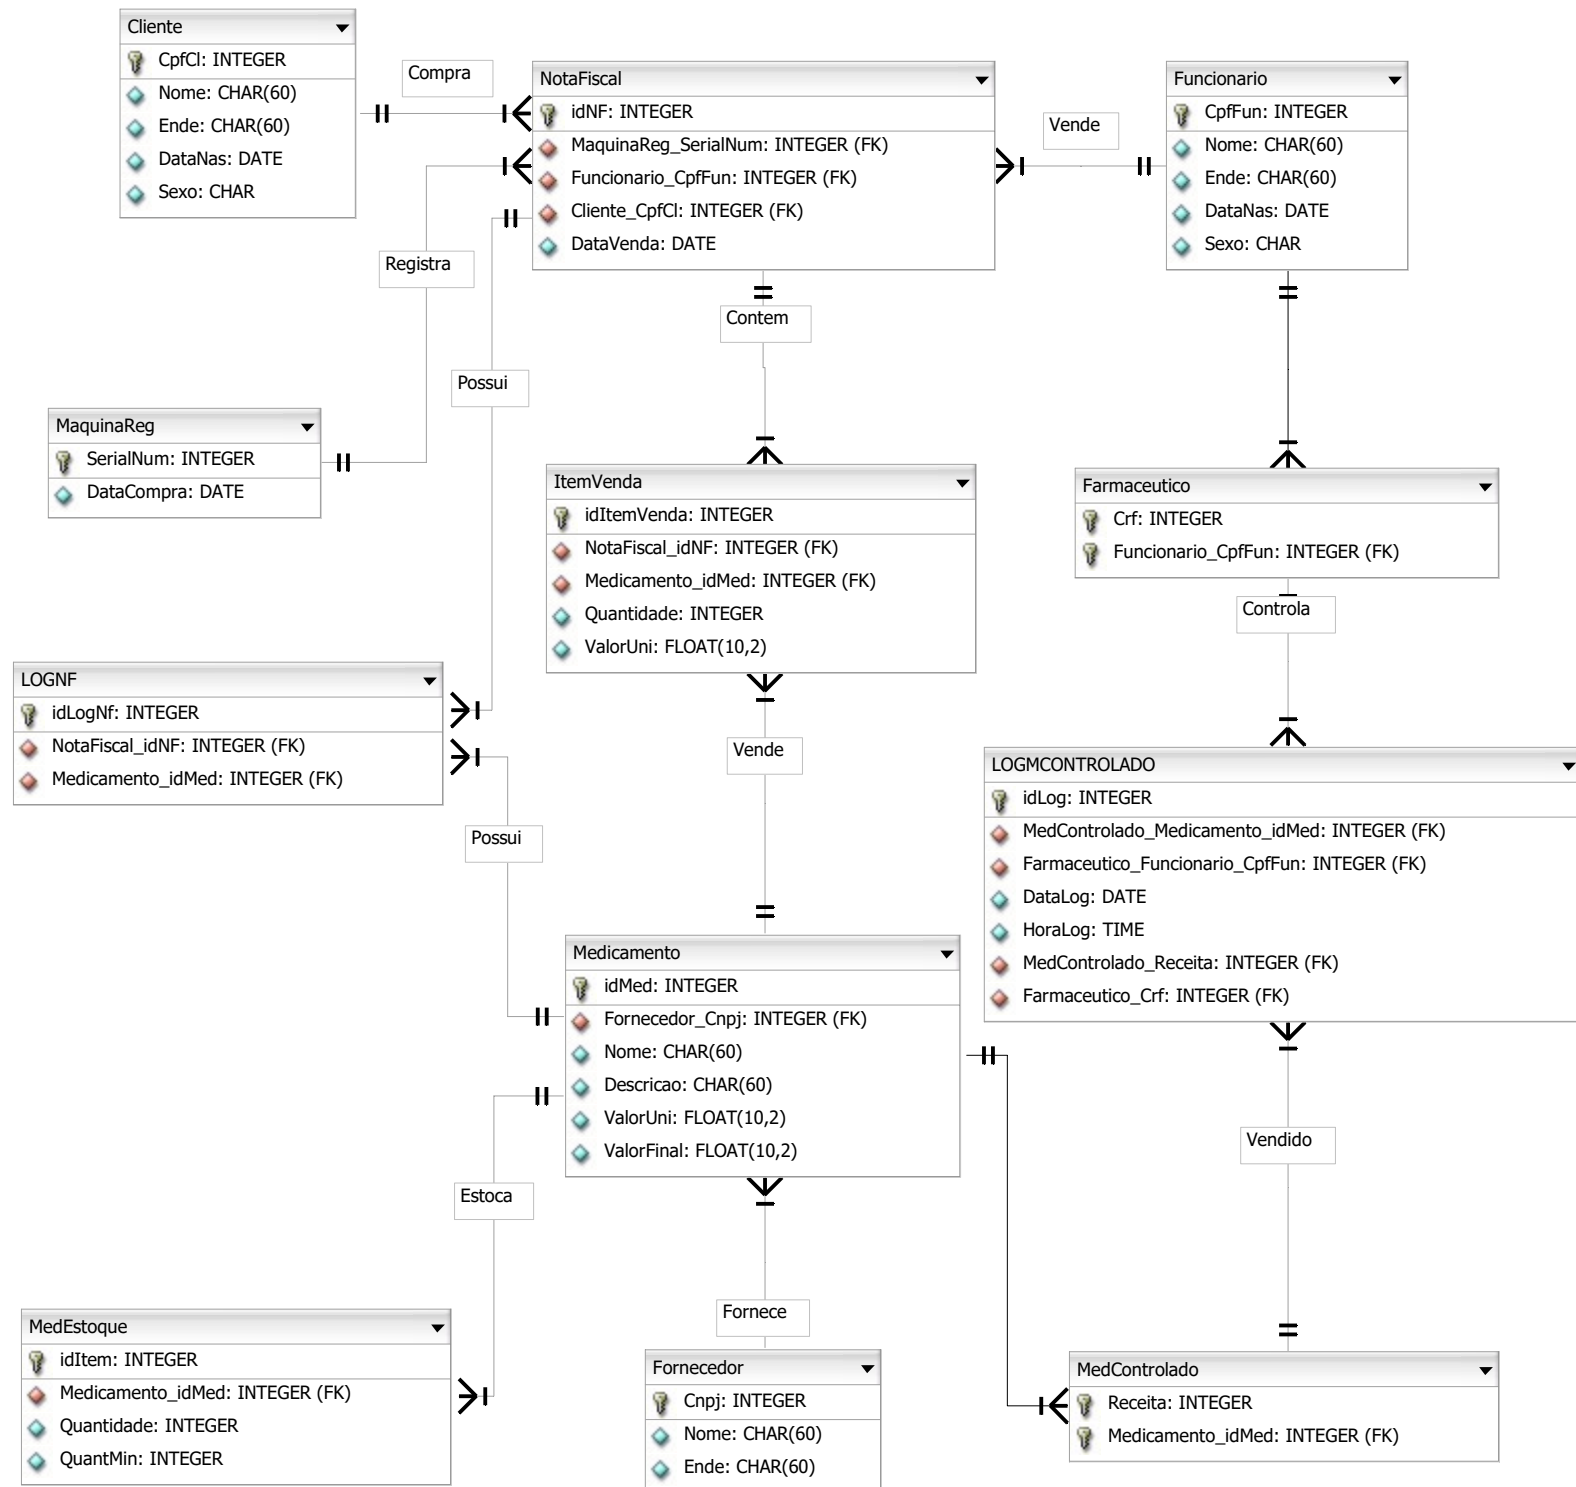 Cliente
CpfCl: INTEGER
Nome: CHAR(60)
Ende: CHAR(60)
DataNas: DATE
Sexo: CHAR
Compra
NotaFiscal
idNF: INTEGER
MaquinaReg_SerialNum: INTEGER (FK)
Funcionario_CpfFun: INTEGER (FK)
Cliente_CpfCl: INTEGER (FK)
DataVenda: DATE
Vende
Funcionario
CpfFun: INTEGER
Nome: CHAR(60)
Ende: CHAR(60)
DataNas: DATE
Sexo: CHAR
Registra
Contem
Possui
MaquinaReg
SerialNum: INTEGER
DataCompra: DATE
ItemVenda
idItemVenda: INTEGER
NotaFiscal_idNF: INTEGER (FK)
Medicamento_idMed: INTEGER (FK)
Quantidade: INTEGER
ValorUni: FLOAT(10,2)
Farmaceutico
Crf: INTEGER
Funcionario_CpfFun: INTEGER (FK)
Controla
LOGNF
idLogNf: INTEGER
NotaFiscal_idNF: INTEGER (FK)
Medicamento_idMed: INTEGER (FK)
Vende
LOGMCONTROLADO
idLog: INTEGER
MedControlado_Medicamento_idMed: INTEGER (FK)
Farmaceutico_Funcionario_CpfFun: INTEGER (FK)
DataLog: DATE
HoraLog: TIME
MedControlado_Receita: INTEGER (FK)
Farmaceutico_Crf: INTEGER (FK)
Possui
Medicamento
idMed: INTEGER
Fornecedor_Cnpj: INTEGER (FK)
Nome: CHAR(60)
Descricao: CHAR(60)
ValorUni: FLOAT(10,2)
ValorFinal: FLOAT(10,2)
Vendido
Estoca
Fornece
MedEstoque
idItem: INTEGER
Medicamento_idMed: INTEGER (FK)
Quantidade: INTEGER
QuantMin: INTEGER
Fornecedor
Cnpj: INTEGER
Nome: CHAR(60)
Ende: CHAR(60)
MedControlado
Receita: INTEGER
Medicamento_idMed: INTEGER (FK)